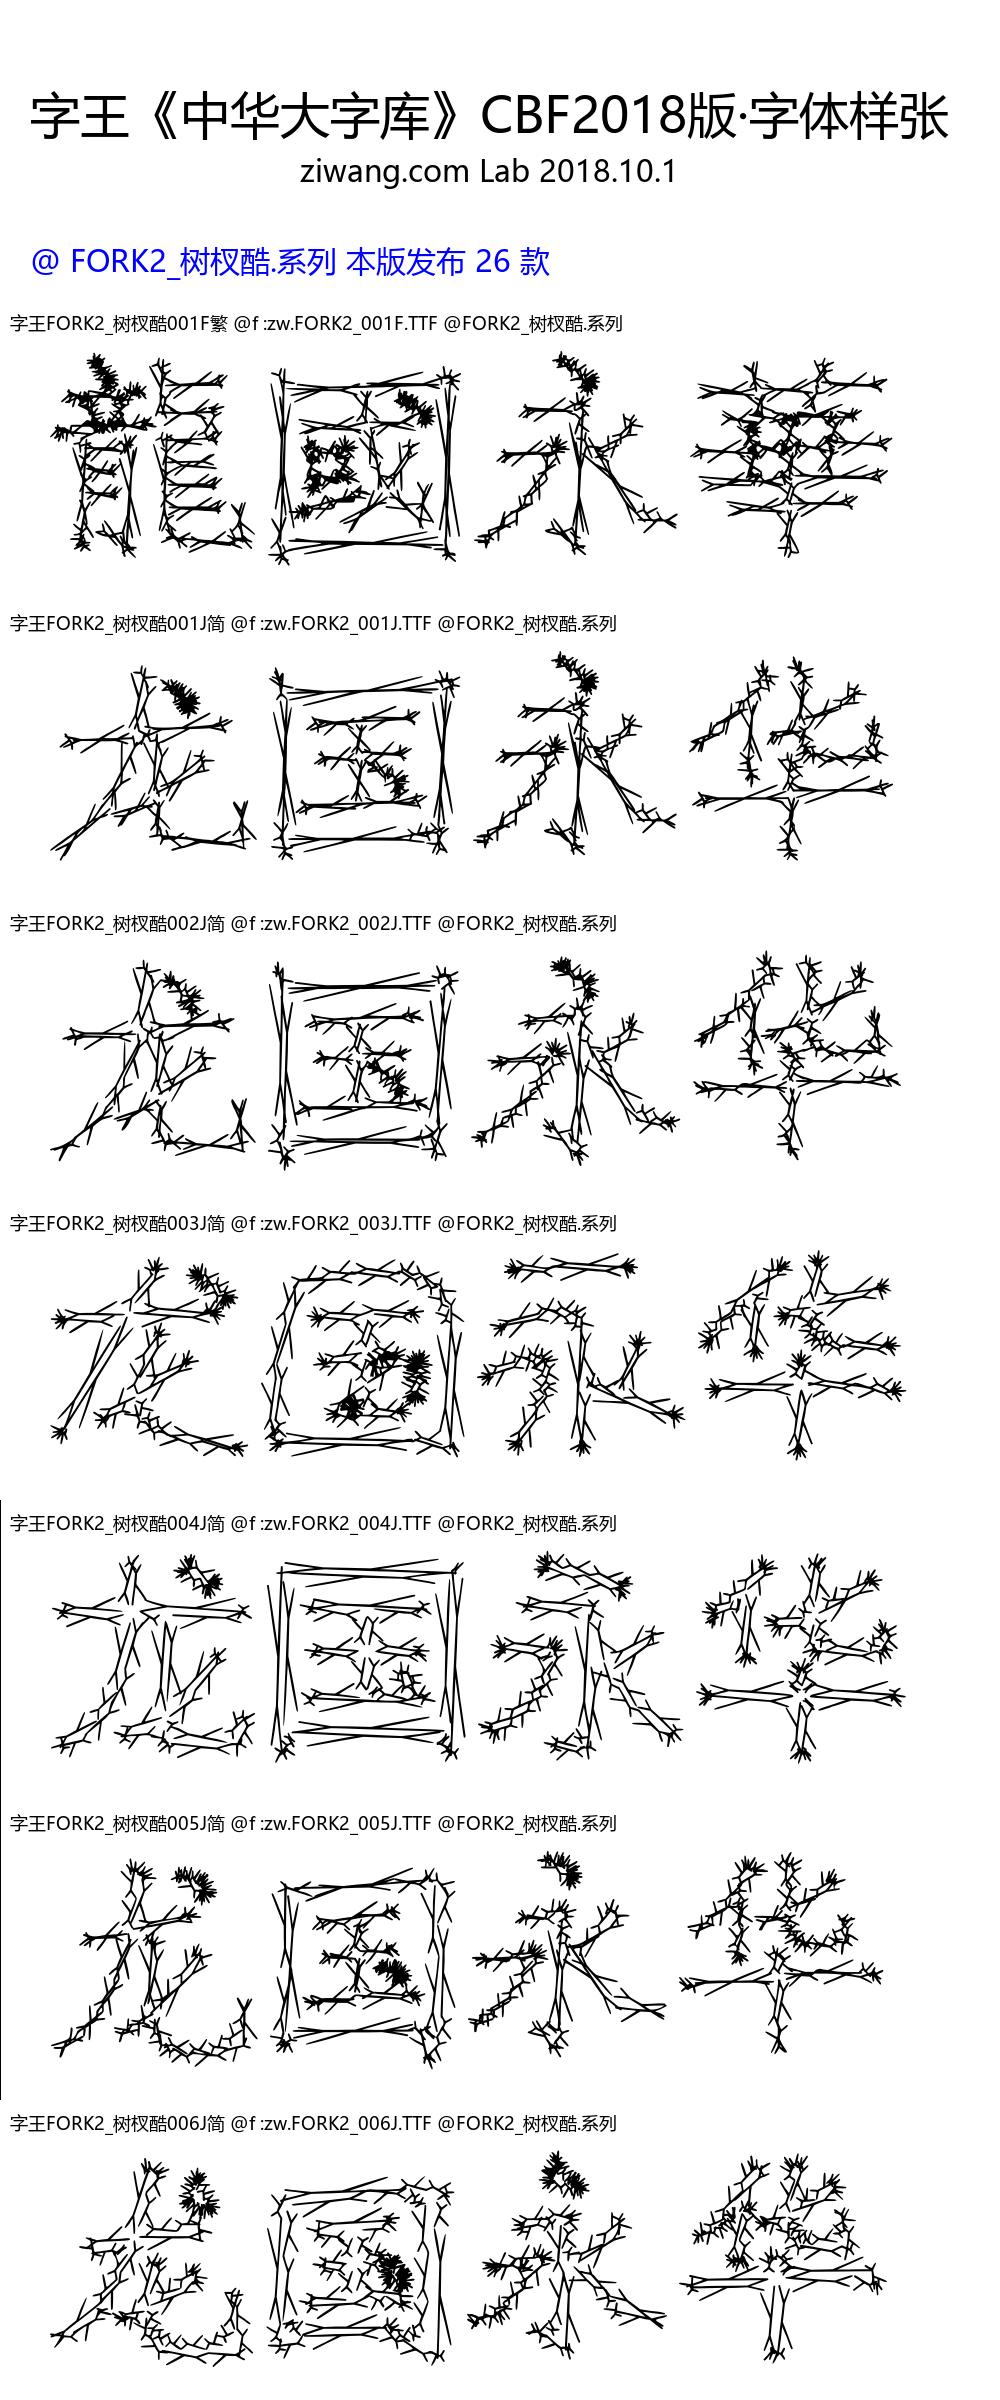 字王《中华大字库》CBF2018版·字体样张
ziwang.com Lab 2018.10.1
@ FORK2_树杈酷.系列 本版发布 26 款
字王FORK2_树杈酷001F繁 @f :zw.FORK2_001F.TTF @FORK2_树杈酷.系列
龍國永華
字王FORK2_树杈酷001J简 @f :zw.FORK2_001J.TTF @FORK2_树杈酷.系列
龙国永华
字王FORK2_树杈酷002J简 @f :zw.FORK2_002J.TTF @FORK2_树杈酷.系列
龙国永华
字王FORK2_树杈酷003J简 @f :zw.FORK2_003J.TTF @FORK2_树杈酷.系列
龙国永华
字王FORK2_树杈酷004J简 @f :zw.FORK2_004J.TTF @FORK2_树杈酷.系列
龙国永华
字王FORK2_树杈酷005J简 @f :zw.FORK2_005J.TTF @FORK2_树杈酷.系列
龙国永华
字王FORK2_树杈酷006J简 @f :zw.FORK2_006J.TTF @FORK2_树杈酷.系列
龙国永华